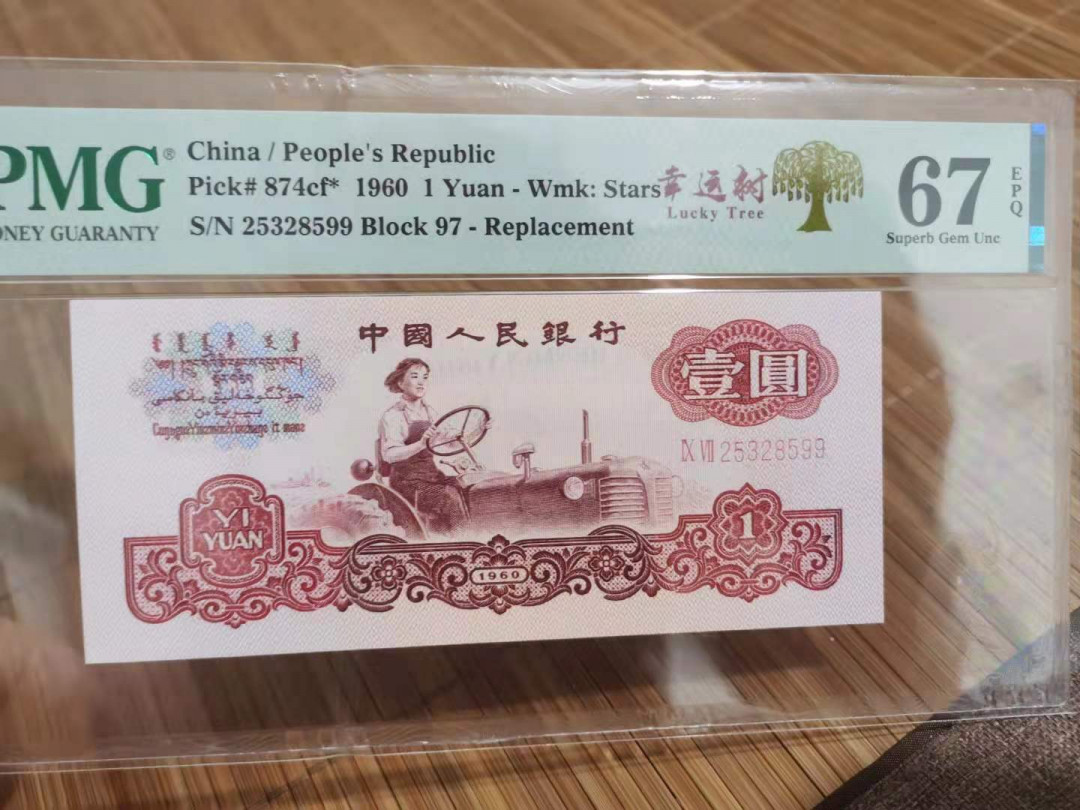 PMG®
ONEY GUARANTY
China / People's Republic
Pick# 874cf* 1960 1 Yuan - Wmk: Stars
S/N 25328599 Block 97 - Replacement
幸运树
Lucky Tree
67
EPQ
Superb Gem Unc
中國人民銀行
壹圓
IX VII 25328599
YI
YUAN
1960
1